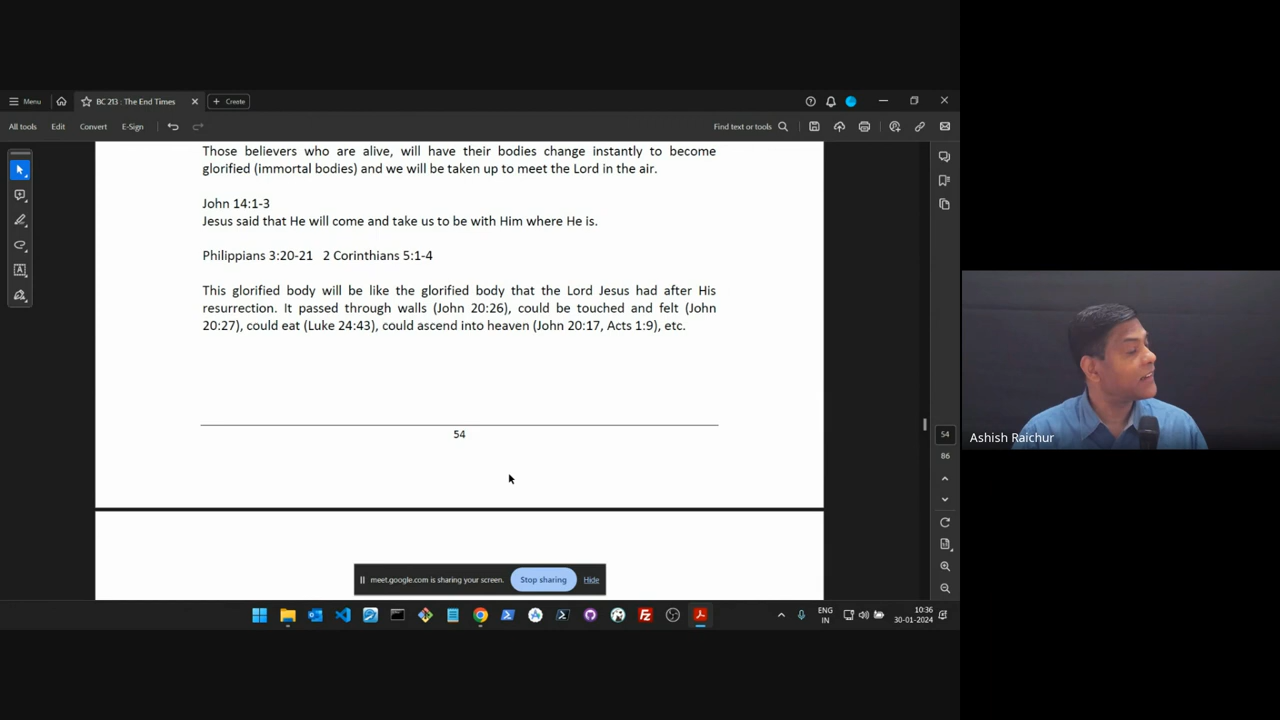 Menu
BC 213 : The End Times
Create
All tools
Edit
Convert
E-Sign
Find text or tools
Those believers who are alive, will have their bodies change instantly to become
glorified (immortal bodies) and we will be taken up to meet the Lord in the air.
John 14:1-3
Jesus said that He will come and take us to be with Him where He is.
Philippians 3:20-21 2 Corinthians 5:1-4
This glorified body will be like the glorified body that the Lord Jesus had after His
resurrection. It passed through walls (John 20:26), could be touched and felt (John
20:27), could eat (Luke 24:43), could ascend into heaven (John 20:17, Acts 1:9), etc.
54
54
86
Ashish Raichur
meet.google.com is sharing your screen.
Stop sharing
Hide
ENG
IN
10:36
30-01-2024